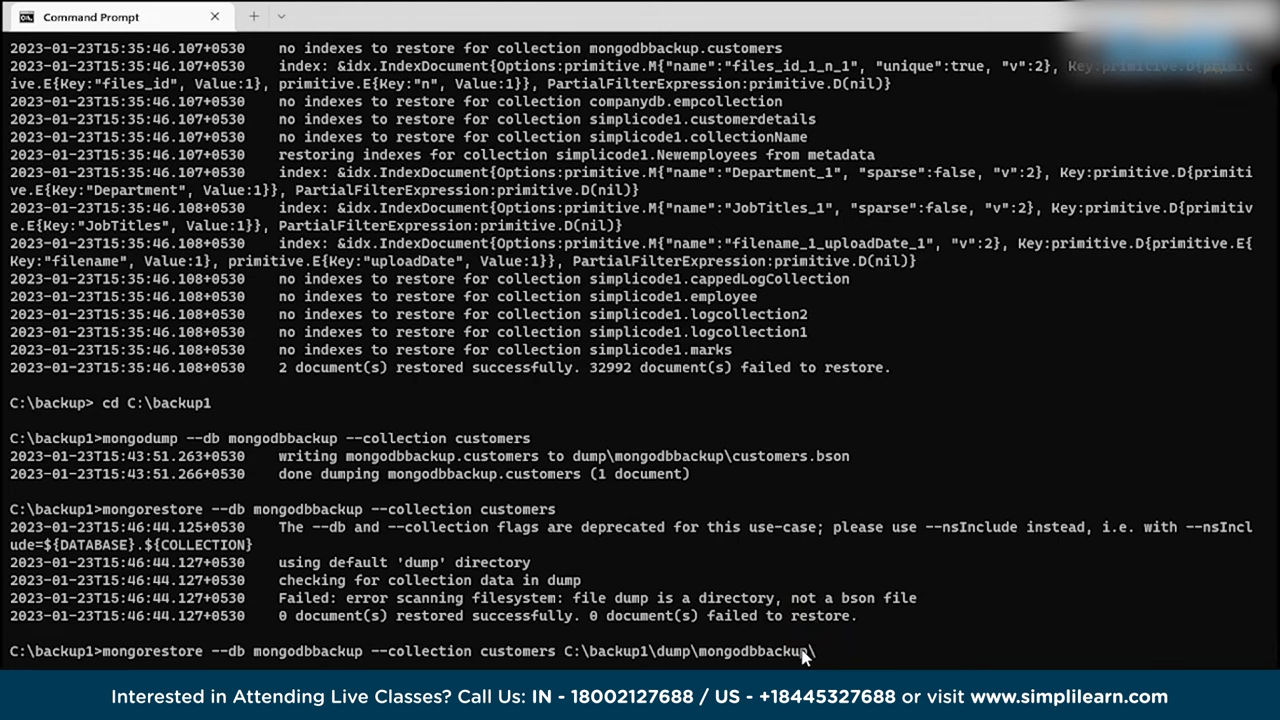 Command Prompt
2023-01-23T15:35:46.107+0530 no indexes to restore for collection mongodbbackup.customers
2023-01-23T15:35:46.107+0530 index: &idx.IndexDocument{Options:primitive.M{"name":"files_id_1_n_1", "unique":true, "v":2}, Key:primitive.D{primit
ive.E{Key:"files_id", Value:1}, primitive.E{Key:"n", Value:1}}, PartialFilterExpression:primitive.D(nil)}
2023-01-23T15:35:46.107+0530 no indexes to restore for collection companydb.empcollection
2023-01-23T15:35:46.107+0530 no indexes to restore for collection simplicode1.customerdetails
2023-01-23T15:35:46.107+0530 no indexes to restore for collection simplicode1.collectionName
2023-01-23T15:35:46.107+0530 restoring indexes for collection simplicode1.Newemployees from metadata
2023-01-23T15:35:46.107+0530 index: &idx.IndexDocument{Options:primitive.M{"name":"Department_1", "sparse":false, "v":2}, Key:primitive.D{primiti
ve.E{Key:"Department", Value:1}}, PartialFilterExpression:primitive.D(nil)}
2023-01-23T15:35:46.108+0530 index: &idx.IndexDocument{Options:primitive.M{"name":"JobTitles_1", "sparse":false, "v":2}, Key:primitive.D{primitiv
e.E{Key:"JobTitles", Value:1}}, PartialFilterExpression:primitive.D(nil)}
2023-01-23T15:35:46.108+0530 index: &idx.IndexDocument{Options:primitive.M{"name":"filename_1_uploadDate_1", "v":2}, Key:primitive.D{primitive.E{
Key:"filename", Value:1}, primitive.E{Key:"uploadDate", Value:1}}, PartialFilterExpression:primitive.D(nil)}
2023-01-23T15:35:46.108+0530 no indexes to restore for collection simplicode1.cappedLogCollection
2023-01-23T15:35:46.108+0530 no indexes to restore for collection simplicode1.employee
2023-01-23T15:35:46.108+0530 no indexes to restore for collection simplicode1.logcollection2
2023-01-23T15:35:46.108+0530 no indexes to restore for collection simplicode1.logcollection1
2023-01-23T15:35:46.108+0530 no indexes to restore for collection simplicode1.marks
2023-01-23T15:35:46.108+0530 2 document(s) restored successfully. 32992 document(s) failed to restore.
C:\backup> cd C:\backup1
C:\backup1>mongodump --db mongodbbackup --collection customers
2023-01-23T15:43:51.263+0530 writing mongodbbackup.customers to dump\mongodbbackup\customers.bson
2023-01-23T15:43:51.266+0530 done dumping mongodbbackup.customers (1 document)
C:\backup1>mongorestore --db mongodbbackup --collection customers
2023-01-23T15:46:44.125+0530 The --db and --collection flags are deprecated for this use-case; please use --nsInclude instead, i.e. with --nsIncl
ude=${DATABASE}.${COLLECTION}
2023-01-23T15:46:44.127+0530 using default 'dump' directory
2023-01-23T15:46:44.127+0530 checking for collection data in dump
2023-01-23T15:46:44.127+0530 Failed: error scanning filesystem: file dump is a directory, not a bson file
2023-01-23T15:46:44.127+0530 0 document(s) restored successfully. 0 document(s) failed to restore.
C:\backup1>mongorestore --db mongodbbackup --collection customers C:\backup1\dump\mongodbbackup\
Interested in Attending Live Classes? Call Us: IN - 18002127688 / US - +18445327688 or visit www.simplilearn.com